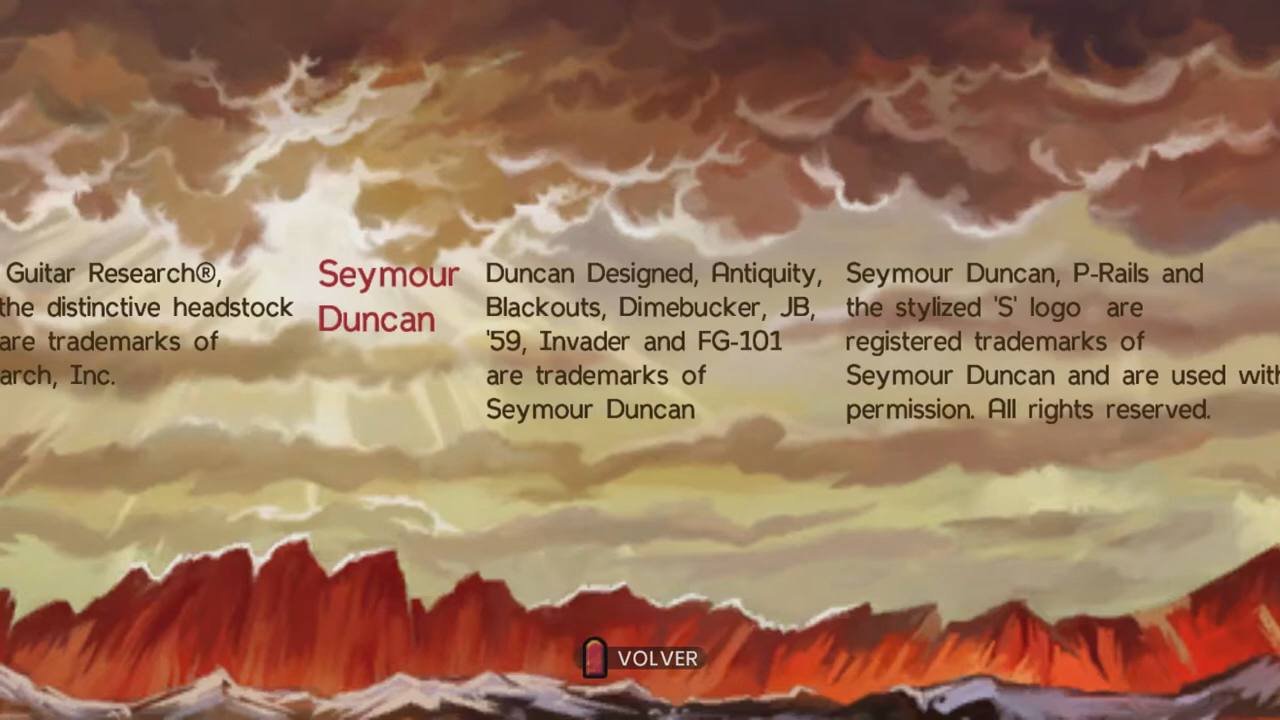 Guitar Research®,
the distinctive headstock
are trademarks of
arch, Inc.
Seymour
Duncan
Duncan Designed, Antiquity,
Blackouts, Dimebucker, JB,
'59, Invader and FG-101
are trademarks of
Seymour Duncan
Seymour Duncan, P-Rails and
the stylized 'S' logo are
registered trademarks of
Seymour Duncan and are used with
permission. All rights reserved.
VOLVER